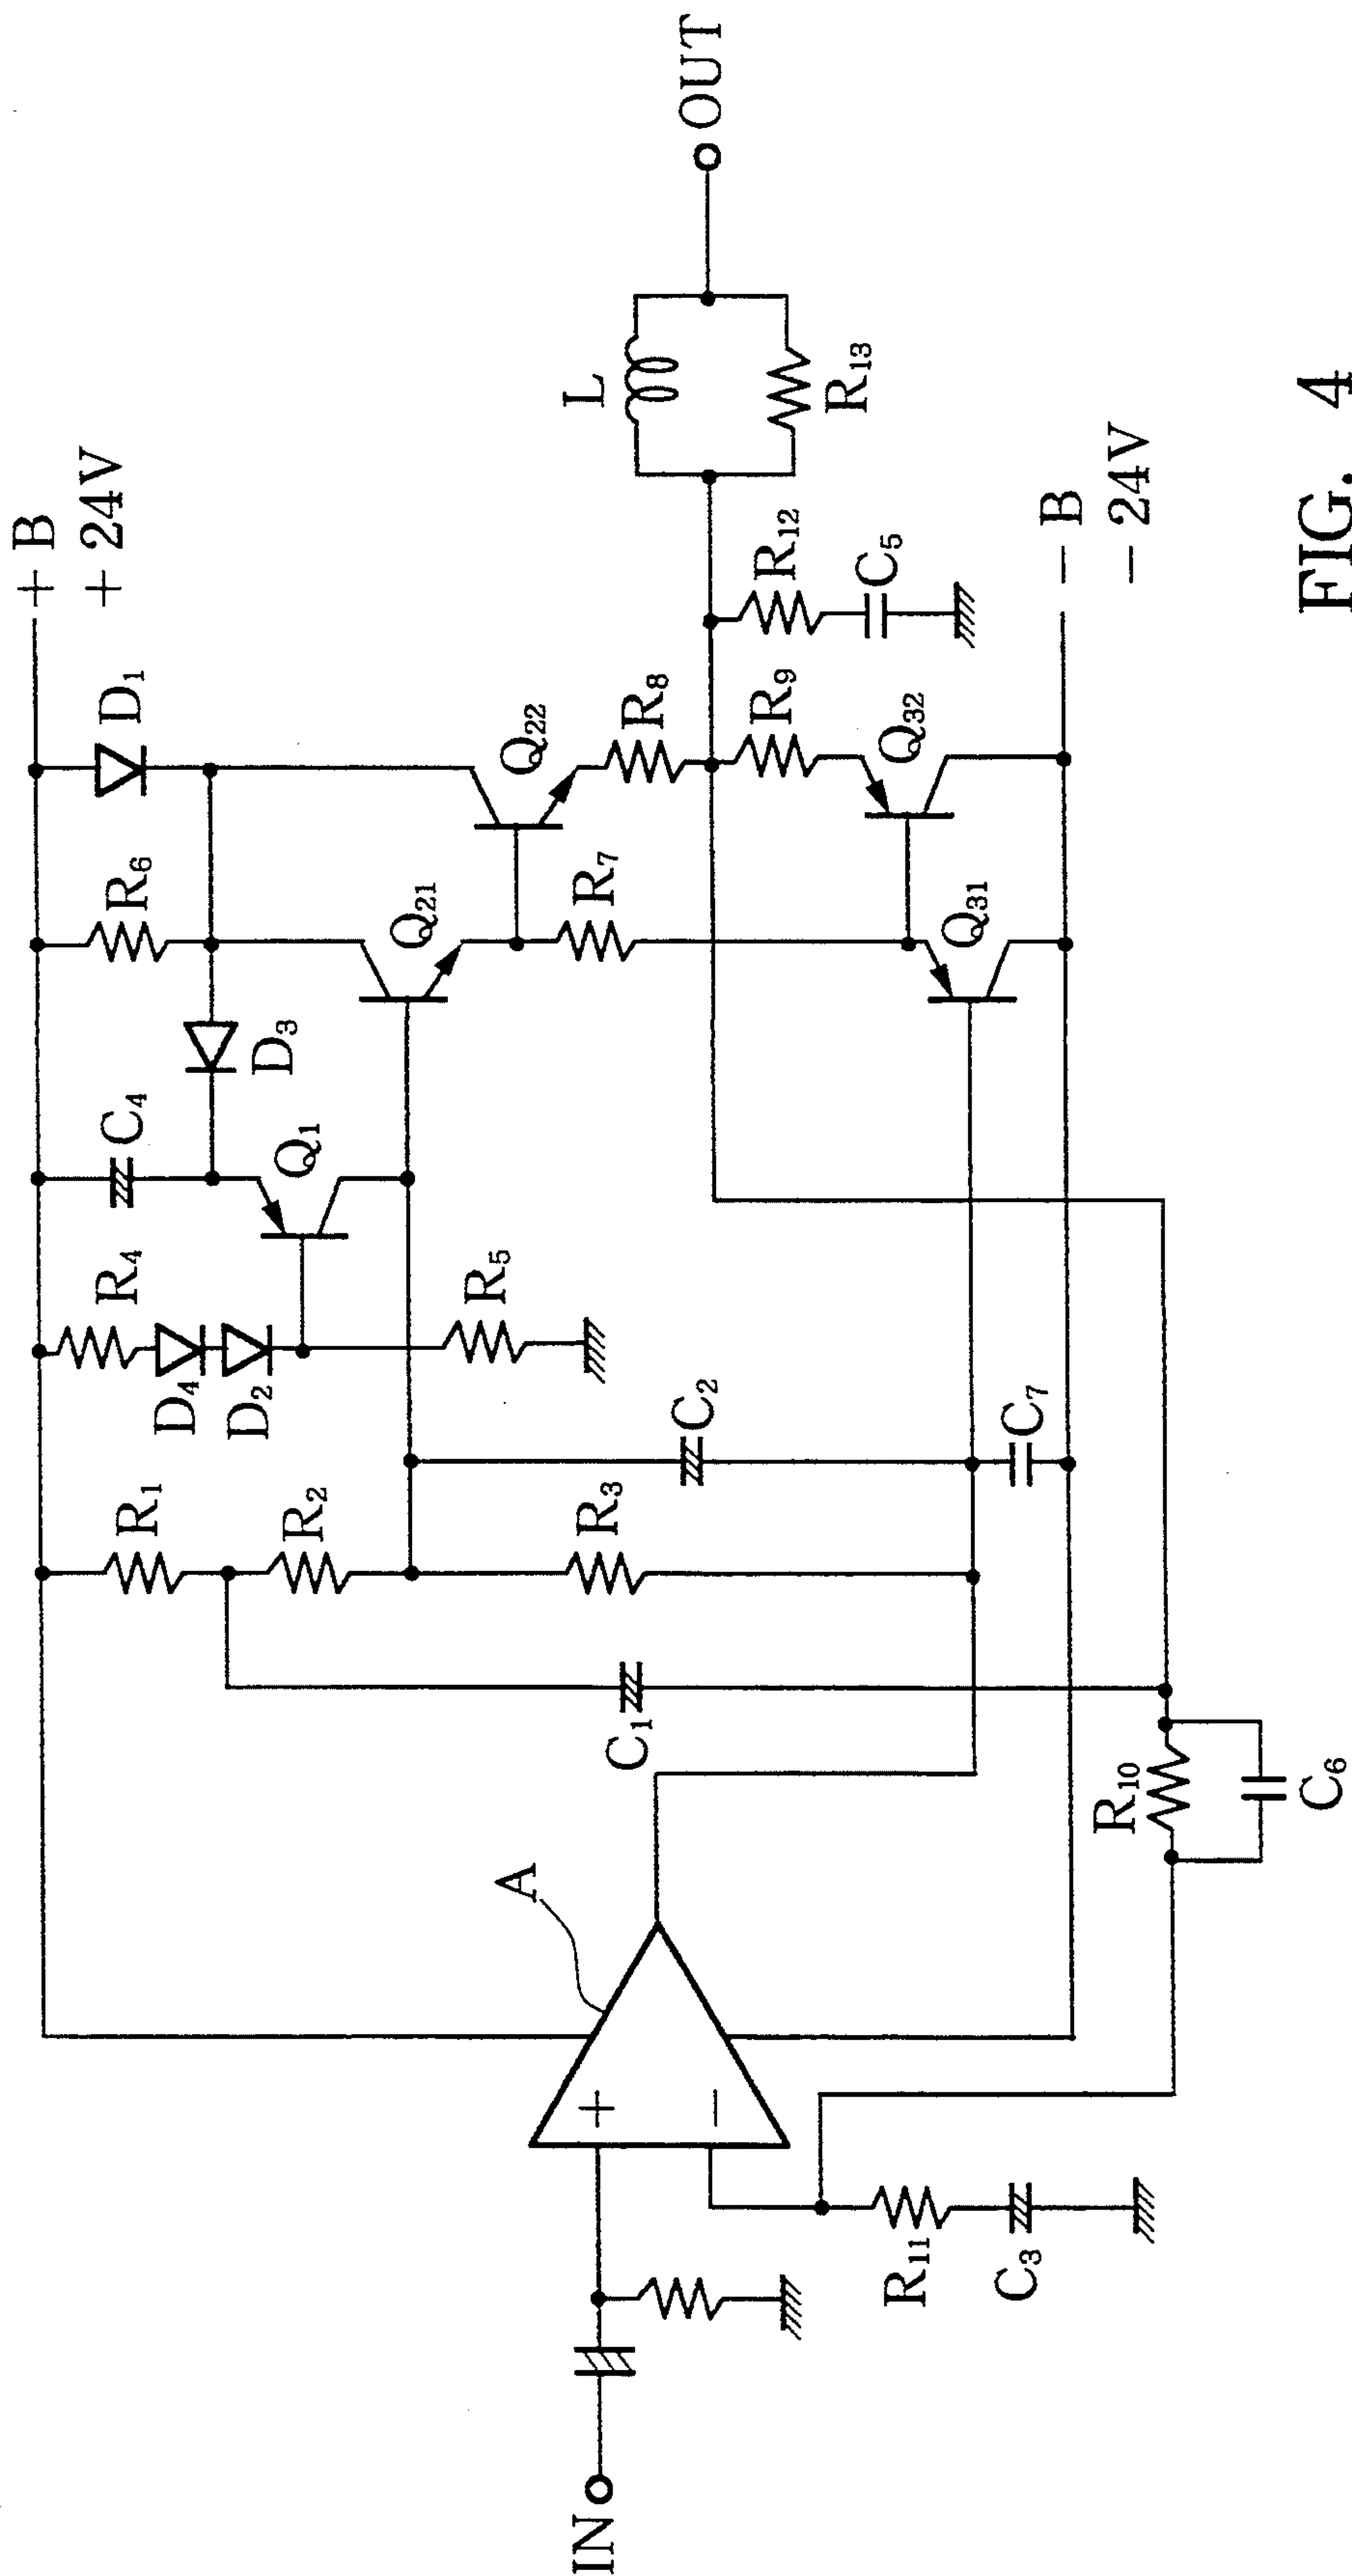 + B
+ 24V
R₁
R₄
C₄
R₆
D₁
D₄
D₂
Q₁
D₃
R₂
Q₂₁
Q₂₂
R₅
A
L
OUT
IN
+
−
C₁
R₃
C₂
R₇
R₈
R₁₂
R₁₃
C₅
R₉
Q₃₂
Q₃₁
C₇
R₁₁
C₃
− B
− 24V
R₁₀
C₆
FIG. 4